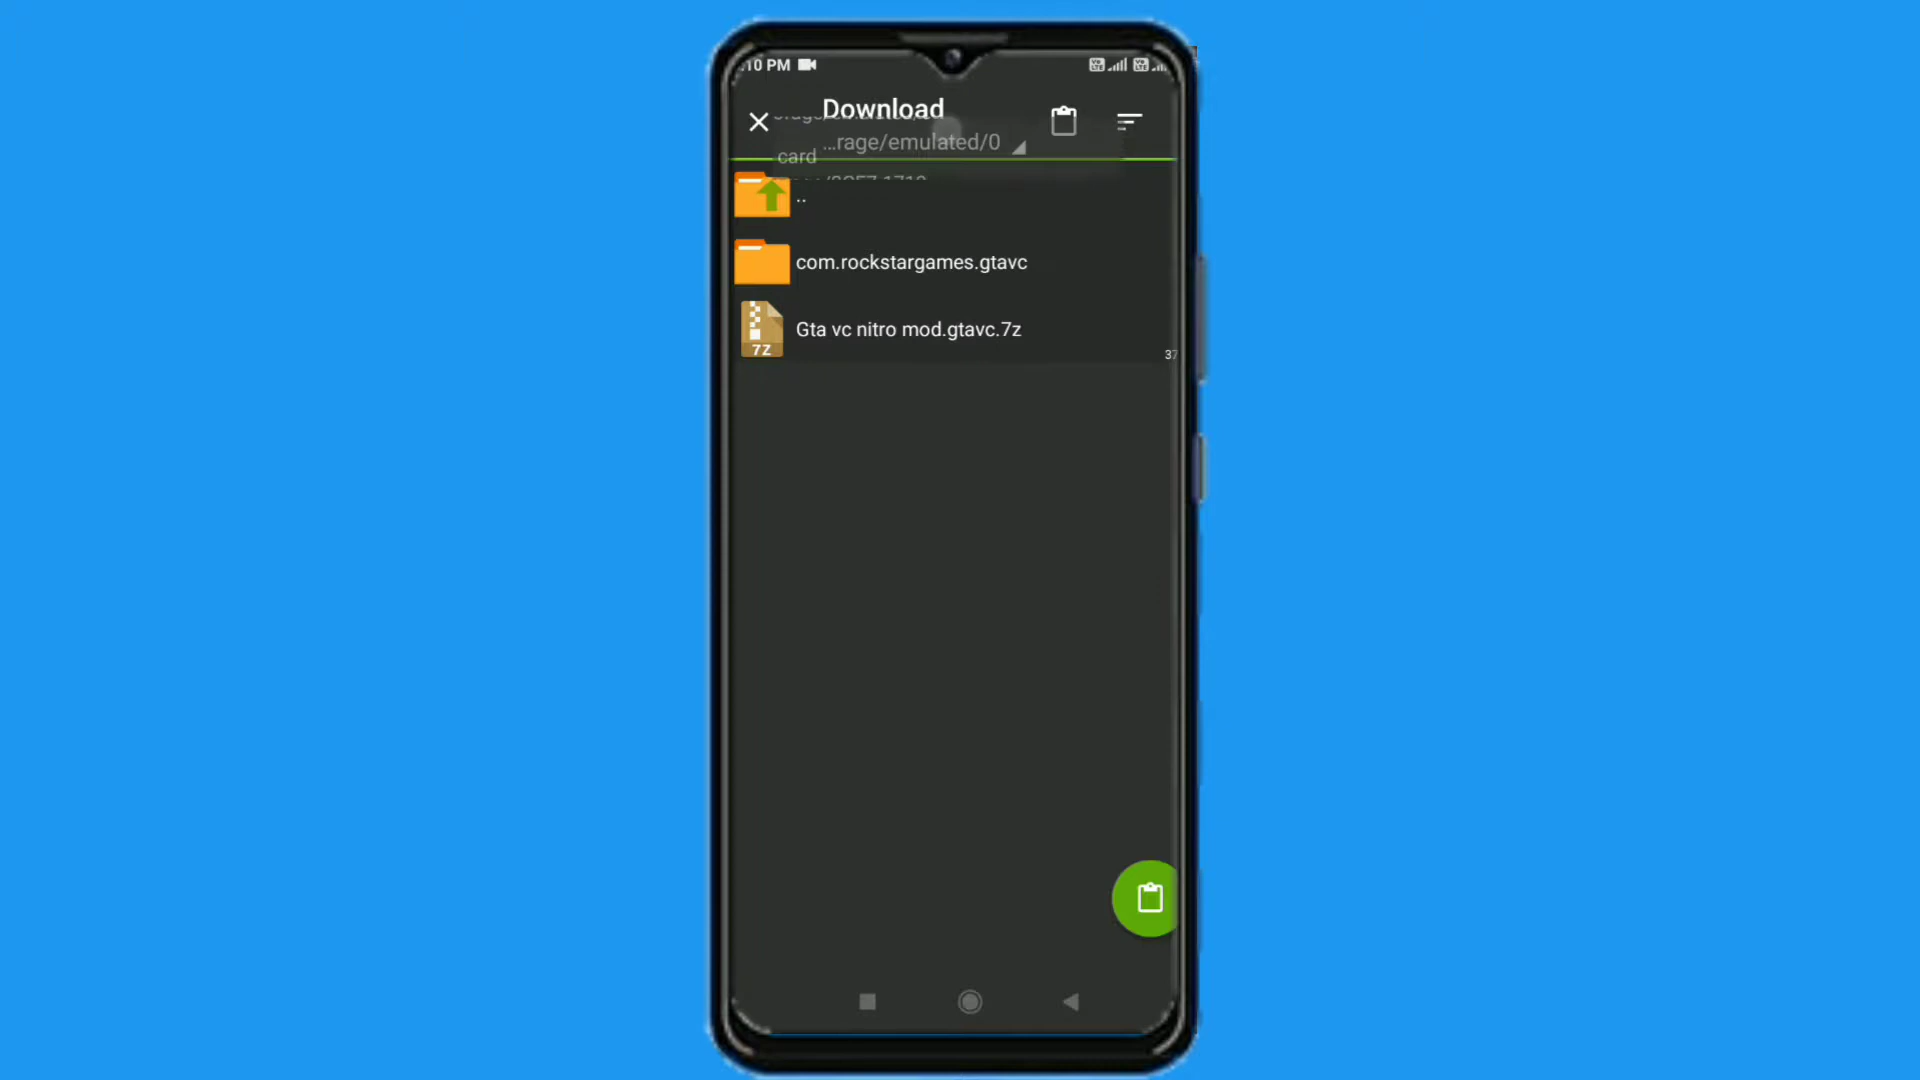 :10 PM
Download
...rage/emulated/0
card
..
com.rockstargames.gtavc
Gta vc nitro mod.gtavc.7z
7Z
37